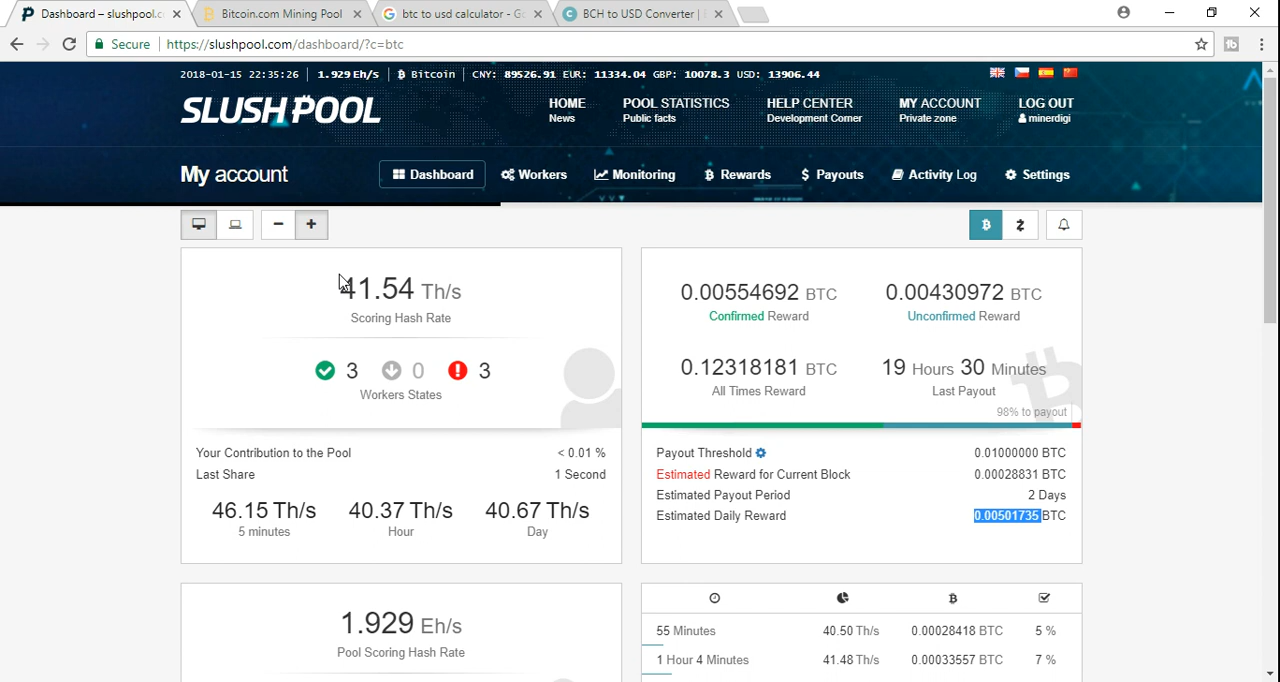 Dashboard – slushpool.c
Bitcoin.com Mining Pool
btc to usd calculator - G
BCH to USD Converter |
Secure
https://slushpool.com/dashboard/?c=btc
2018-01-15 22:35:26 1.929 Eh/s Bitcoin CNY: 89526.91 EUR: 11334.04 GBP: 10078.3 USD: 13906.44
SLUSH POOL
HOME
News
POOL STATISTICS
Public facts
HELP CENTER
Development Corner
MY ACCOUNT
Private zone
LOG OUT
minerdigi
My account
Dashboard
Workers
Monitoring
Rewards
$ Payouts
Activity Log
Settings
41.54 Th/s
Scoring Hash Rate
3 0 3
Workers States
Your Contribution to the Pool < 0.01 %
Last Share 1 Second
46.15 Th/s 40.37 Th/s 40.67 Th/s
5 minutes Hour Day
0.00554692 BTC 0.00430972 BTC
Confirmed Reward Unconfirmed Reward
0.12318181 BTC 19 Hours 30 Minutes
All Times Reward Last Payout
98% to payout
Payout Threshold 0.01000000 BTC
Estimated Reward for Current Block 0.00028831 BTC
Estimated Payout Period 2 Days
Estimated Daily Reward 0.00501735 BTC
1.929 Eh/s
Pool Scoring Hash Rate
55 Minutes 40.50 Th/s 0.00028418 BTC 5 %
1 Hour 4 Minutes 41.48 Th/s 0.00033557 BTC 7 %